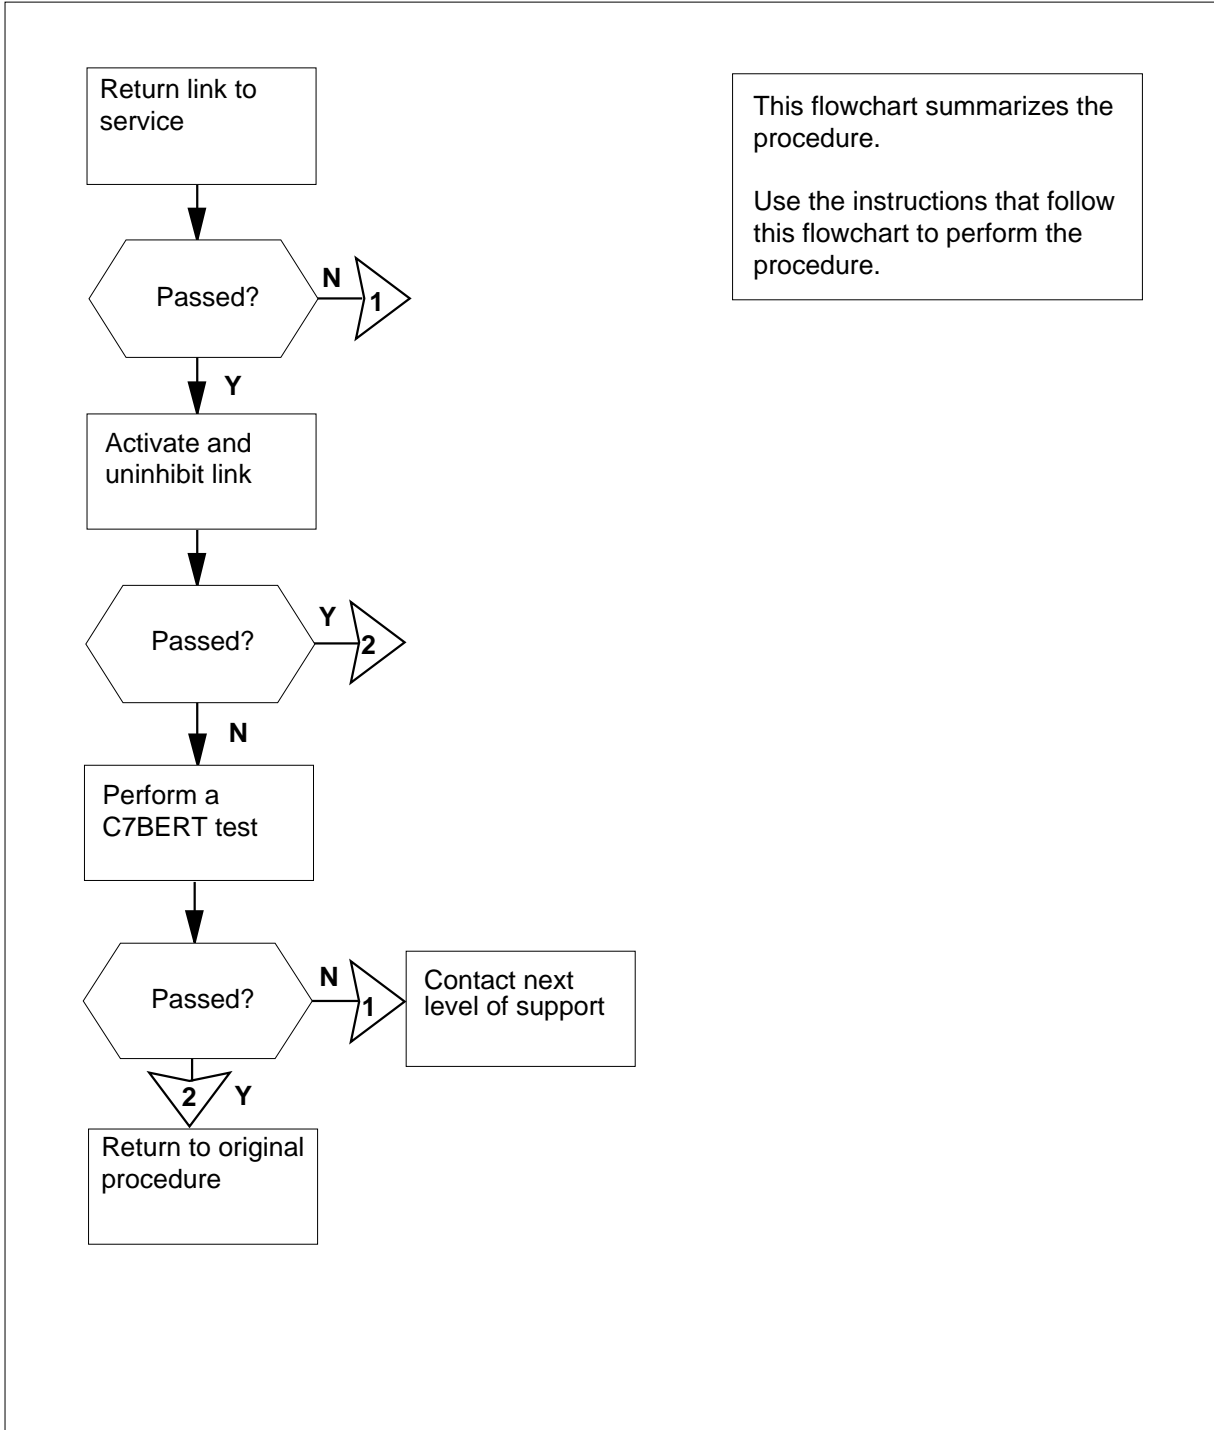 Return link to
service
This flowchart summarizes the
procedure.
Use the instructions that follow
this flowchart to perform the
procedure.
Passed?
N
1
Y
Activate and
uninhibit link
Passed?
Y
2
N
Perform a
C7BERT test
Passed?
N
1
Contact next
level of support
2
Y
Return to original
procedure